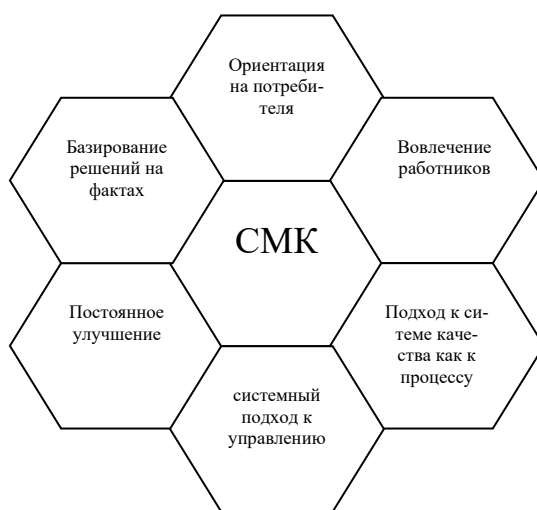 Ориентация
на потреби-
теля
Базирование
решений на
фактах
Вовлечение
работников
СМК
Постоянное
улучшение
Подход к си-
теме каче-
ства как к
процессу
системный
подход к
управлению